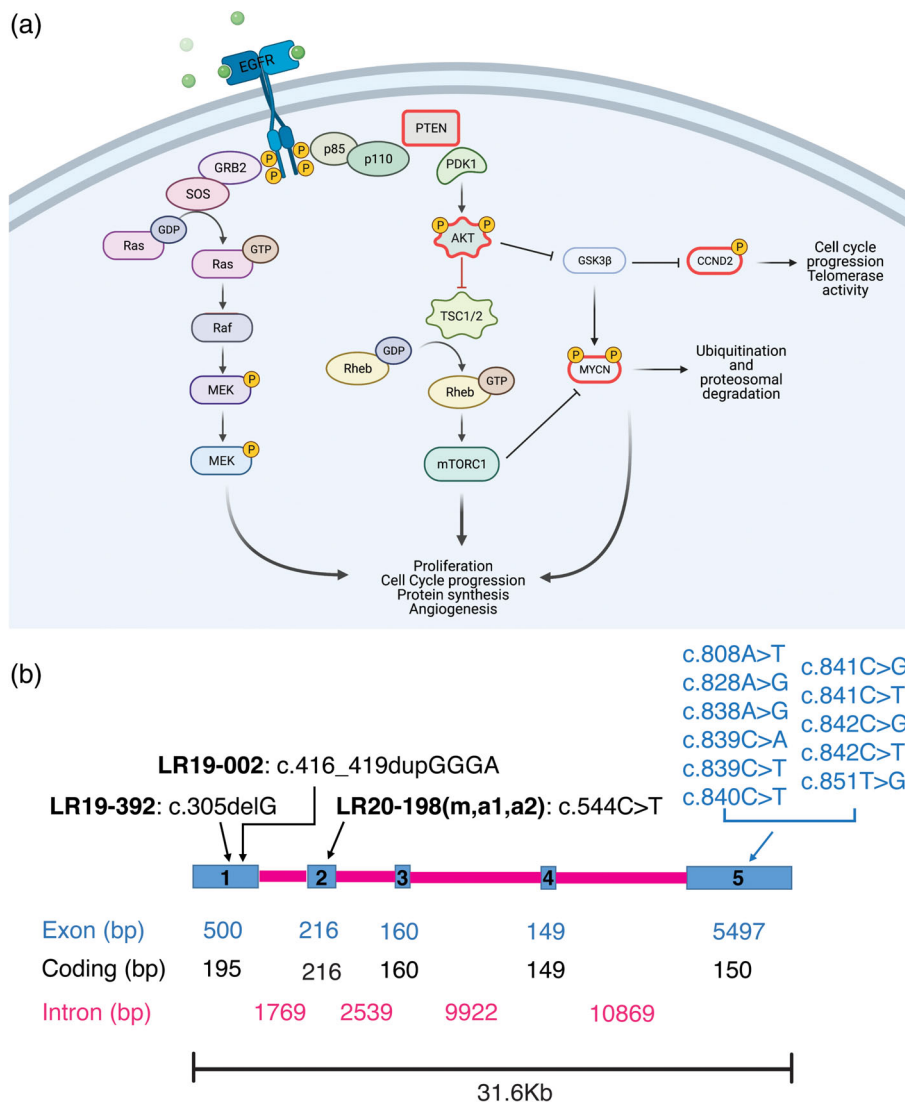 (a)
EGFR
P P
P P
GRB2
SOS
p85
p110
PTEN
PDK1
Ras
GDP
Ras
GTP
P P
AKT
GSK3β
P
CCND2
Cell cycle
progression
Telomerase
activity
Raf
TSC1/2
MEK
P
Rheb
GDP
Rheb
GTP
P P
MYCN
Ubiquitination
and
proteosomal
degradation
MEK
P
mTORC1
Proliferation
Cell Cycle progression
Protein synthesis
Angiogenesis
(b)
c.808A>T
c.828A>G
c.838A>G
c.839C>A
c.839C>T
c.840C>T
c.841C>G
c.841C>T
c.842C>G
c.842C>T
c.851T>G
LR19-002: c.416_419dupGGGA
LR19-392: c.305delG
LR20-198(m,a1,a2): c.544C>T
1 2 3 4 5
Exon (bp) 500 216 160 149 5497
Coding (bp) 195 216 160 149 150
Intron (bp) 1769 2539 9922 10869
31.6Kb